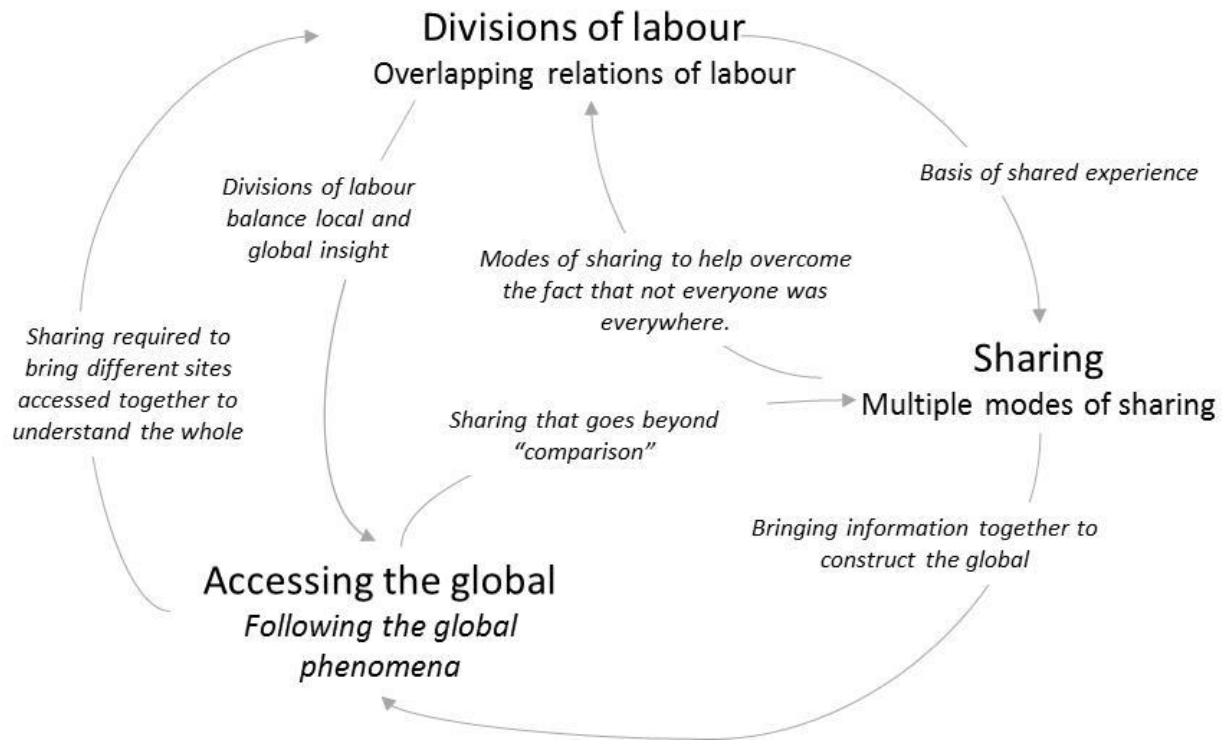 Divisions of labour
Overlapping relations of labour
Basis of shared experience
Divisions of labour
balance local and
global insight
Modes of sharing to help overcome
the fact that not everyone was
everywhere.
Sharing required to
bring different sites
accessed together to
understand the whole
Sharing
Multiple modes of sharing
Sharing that goes beyond
“comparison”
Bringing information together to
construct the global
Accessing the global
Following the global
phenomena